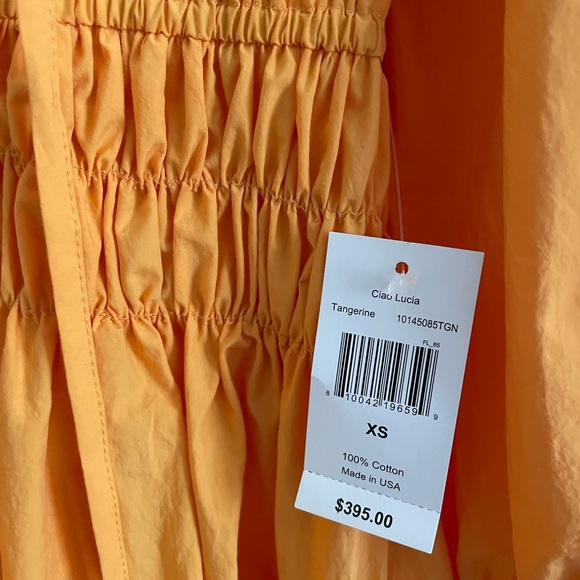 Ciao Lucia
Tangerine 10145085TGN
FL_65
8 10042 19659 9
XS
100% Cotton
Made in USA
$395.00